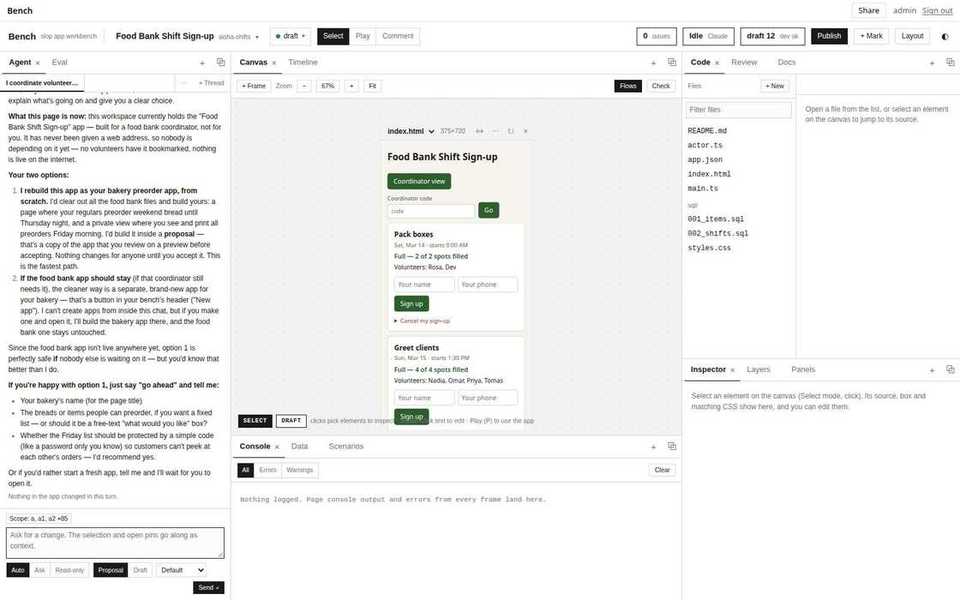 Bench
Share
admin
Sign out
Bench
slop app workbench
Food Bank Shift Sign-up
aloha-shifts
draft
Select
Play
Comment
0 issues
Idle Claude
draft 12 dev ok
Publish
+ Mark
Layout
Agent
Eval
I coordinate volunteer…
+ Thread
explain what's going on and give you a clear choice.
What this page is now: this workspace currently holds the "Food
Bank Shift Sign-up" app — built for a food bank coordinator, not for
you. It has never been given a web address, so nobody is
depending on it yet — no volunteers have it bookmarked, nothing
is live on the internet.
Your two options:
1. I rebuild this app as your bakery preorder app, from
scratch. I'd clear out all the food bank files and build yours: a
page where your regulars preorder weekend bread until
Thursday night, and a private view where you see and print all
preorders Friday morning. I'd build it inside a proposal —
that's a copy of the app that you review on a preview before
accepting. Nothing changes for anyone until you accept it. This
is the fastest path.
2. If the food bank app should stay (if that coordinator still
needs it), the cleaner way is a separate, brand-new app for
your bakery — that's a button in your bench's header ("New
app"). I can't create apps from inside this chat, but if you make
one and open it, I'll build the bakery app there, and the food
bank one stays untouched.
Since the food bank app isn't live anywhere yet, option 1 is
perfectly safe if nobody else is waiting on it — but you'd know that
better than I do.
If you're happy with option 1, just say "go ahead" and tell me:
• Your bakery's name (for the page title)
• The breads or items people can preorder, if you want a fixed
list — or should it be a free-text "what would you like" box?
• Whether the Friday list should be protected by a simple code
(like a password only you know) so customers can't peek at
each other's orders — I'd recommend yes.
Or if you'd rather start a fresh app, tell me and I'll wait for you to
open it.
Nothing in the app changed in this turn.
Scope: a, a1, a2 +85
Ask for a change. The selection and open pins go along as
context.
Auto
Ask
Read-only
Proposal
Draft
Default
Send
Canvas
Timeline
+ Frame
Zoom
−
67%
+
Fit
Flows
Check
index.html
375×720
Food Bank Shift Sign-up
Coordinator view
Coordinator code
code
Go
Pack boxes
Sat, Mar 14 · starts 9:00 AM
Full — 2 of 2 spots filled
Volunteers: Rosa, Dev
Your name
Your phone
Sign up
Cancel my sign-up
Greet clients
Sun, Mar 15 · starts 1:30 PM
Full — 4 of 4 spots filled
Volunteers: Nadia, Omar, Priya, Tomas
Your name
Your phone
Sign up
SELECT
DRAFT
clicks pick elements to inspect
text to edit · Play (P) to use the app
Console
Data
Scenarios
All
Errors
Warnings
Clear
Nothing logged. Page console output and errors from every frame land here.
Code
Review
Docs
Files
+ New
Filter files
README.md
actor.ts
app.json
index.html
main.ts
sql
001_items.sql
002_shifts.sql
styles.css
Open a file from the list, or select an element
on the canvas to jump to its source.
Inspector
Layers
Panels
Select an element on the canvas (Select mode, click). Its source, box and
matching CSS show here, and you can edit them.